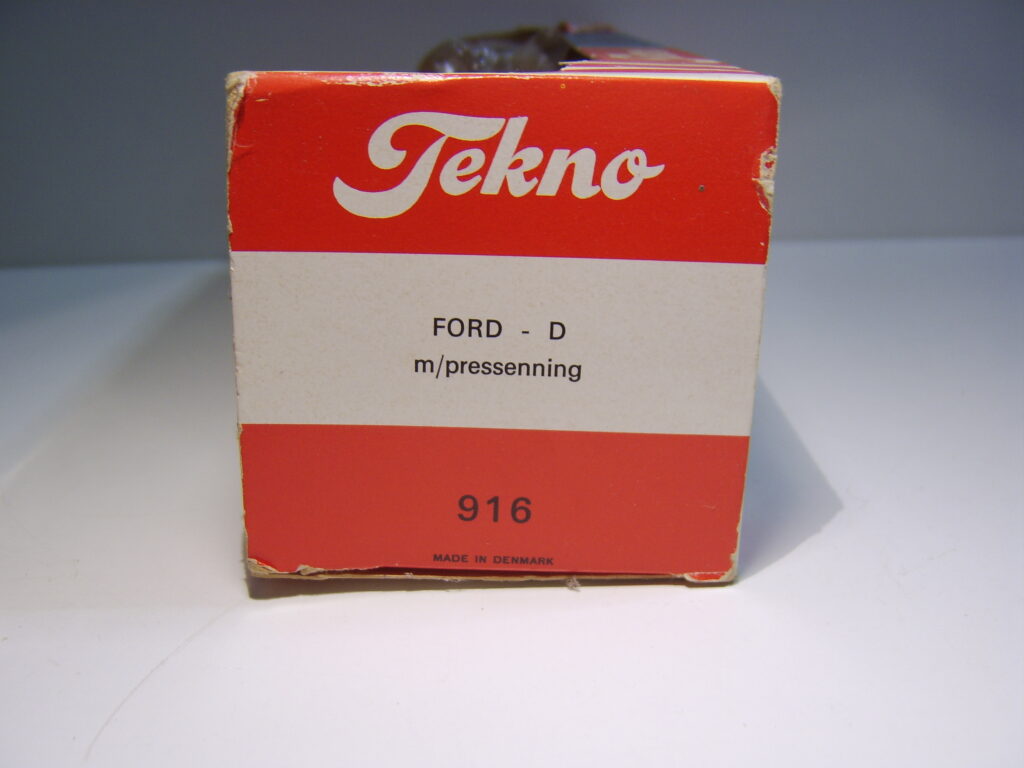 Tekno
FORD - D
m/pressenning
916
MADE IN DENMARK